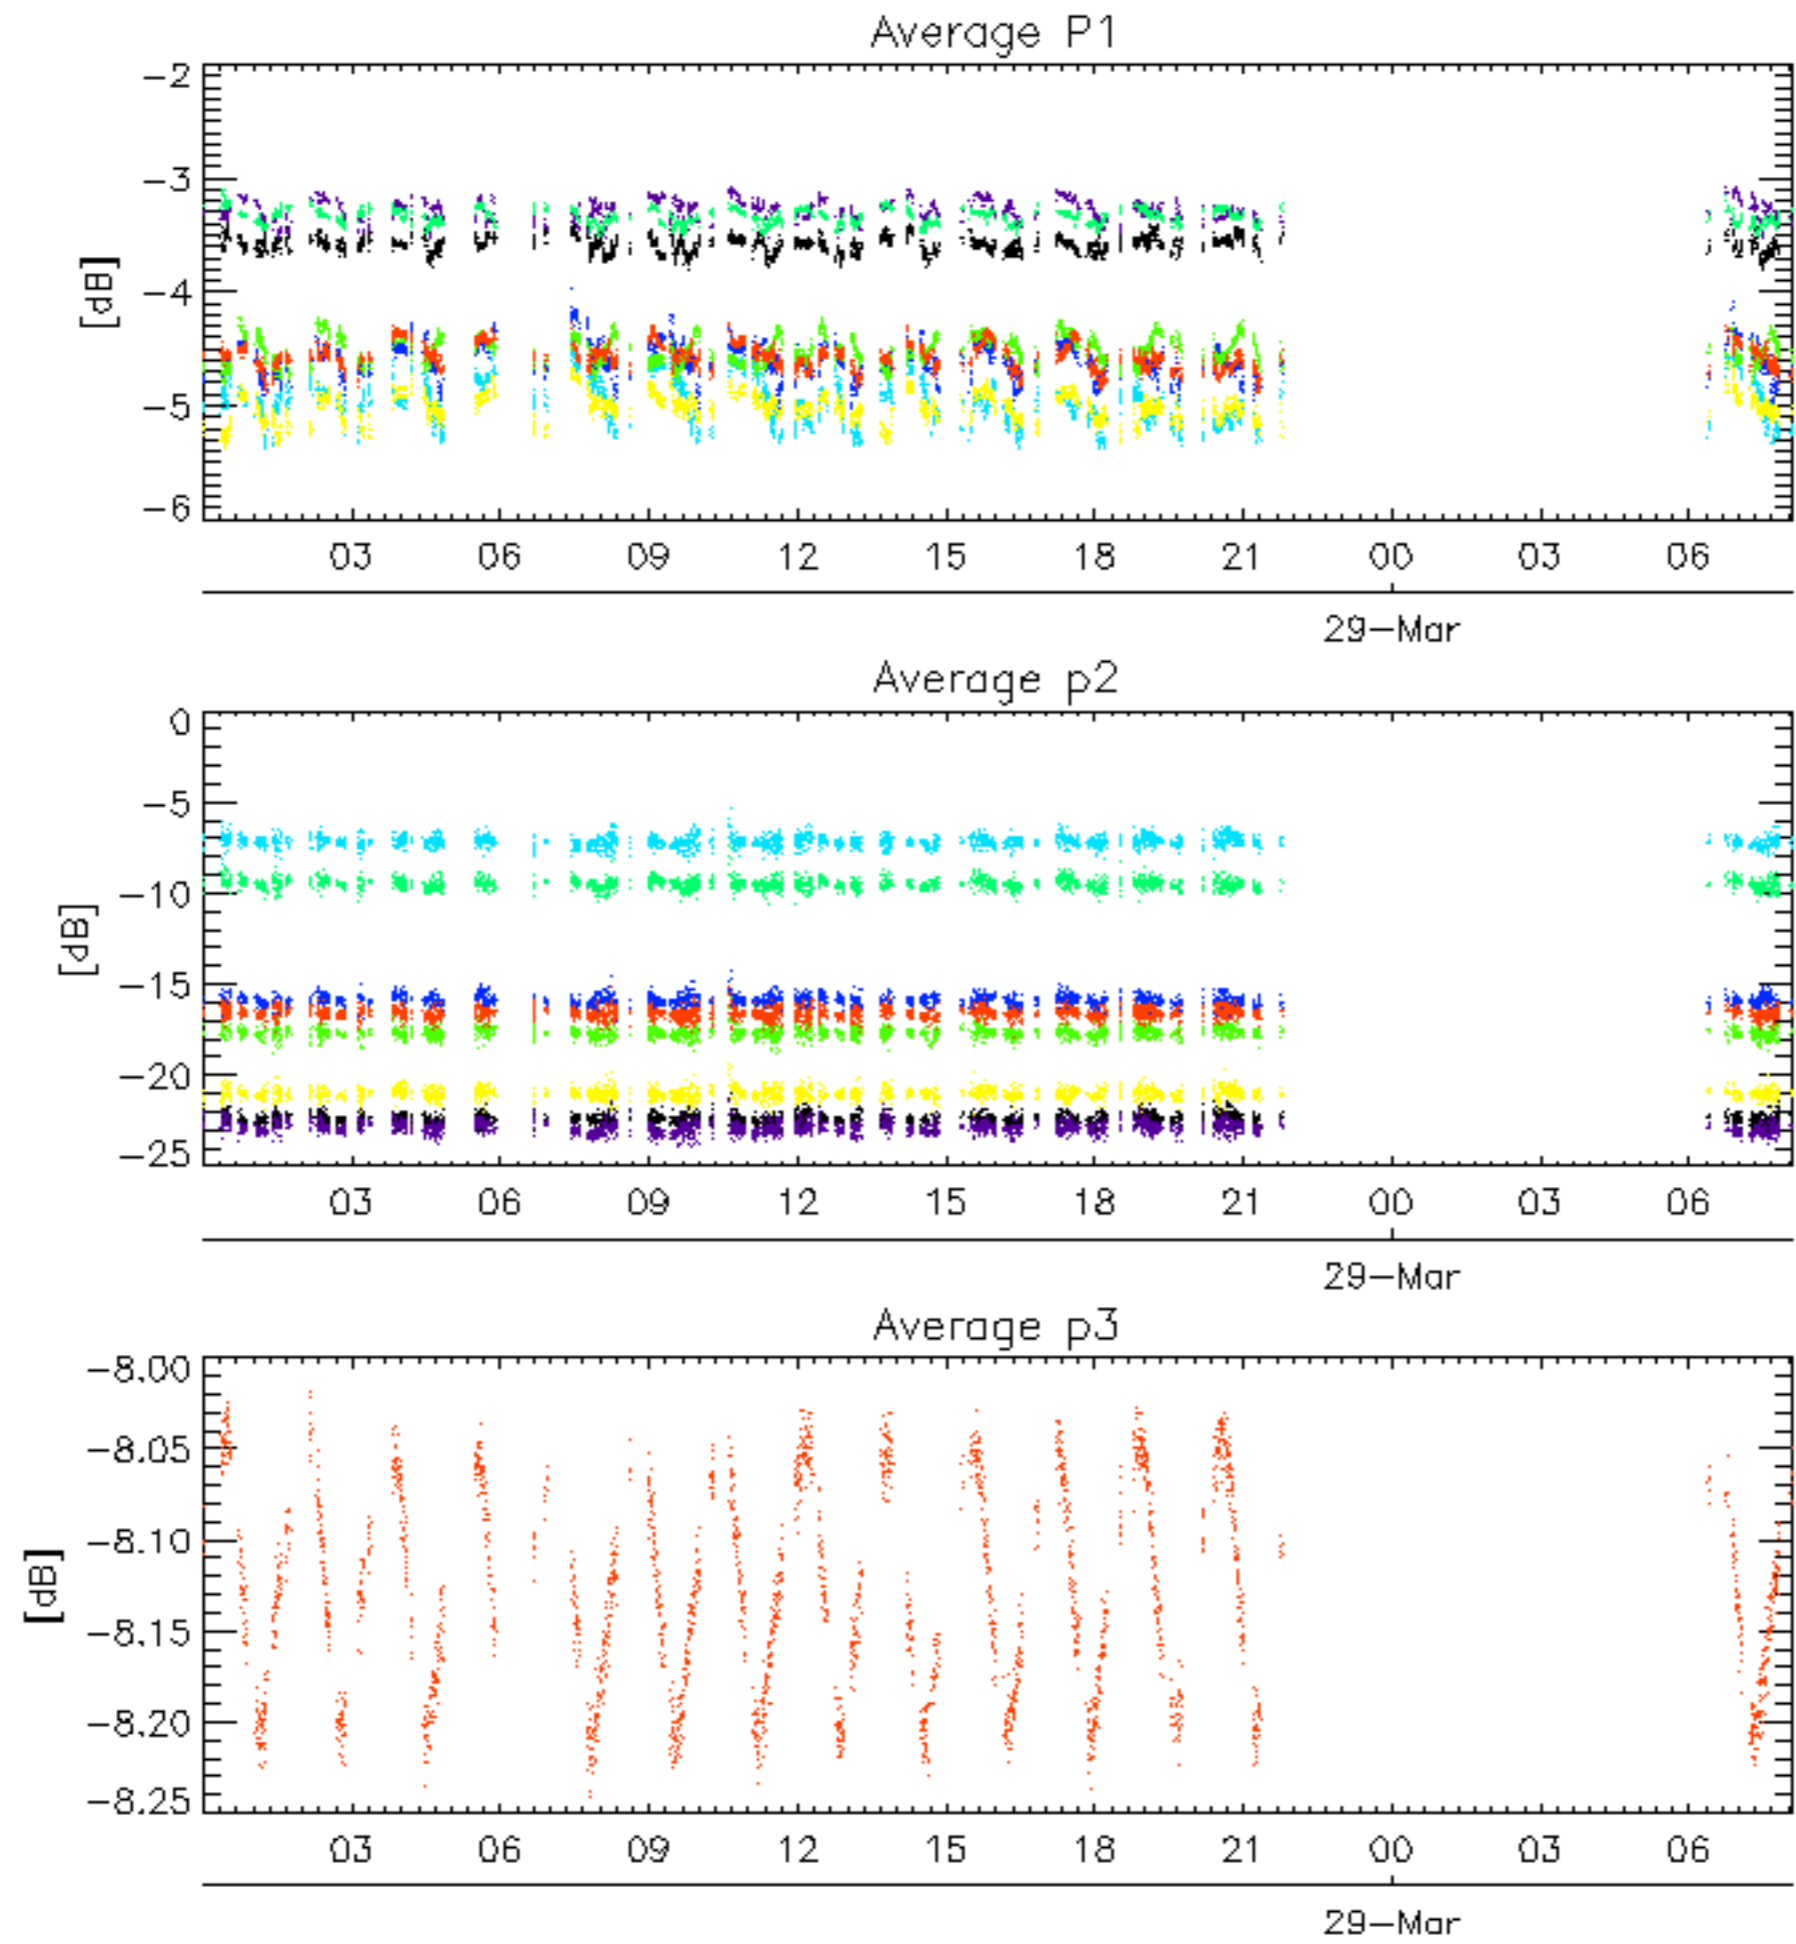 Average P1
[dB]
-2
-3
-4
-5
-6
03 06 09 12 15 18 21 00 03 06
29-Mar
Average p2
[dB]
0
-5
-10
-15
-20
-25
03 06 09 12 15 18 21 00 03 06
29-Mar
Average p3
[dB]
-8.00
-8.05
-8.10
-8.15
-8.20
-8.25
03 06 09 12 15 18 21 00 03 06
29-Mar